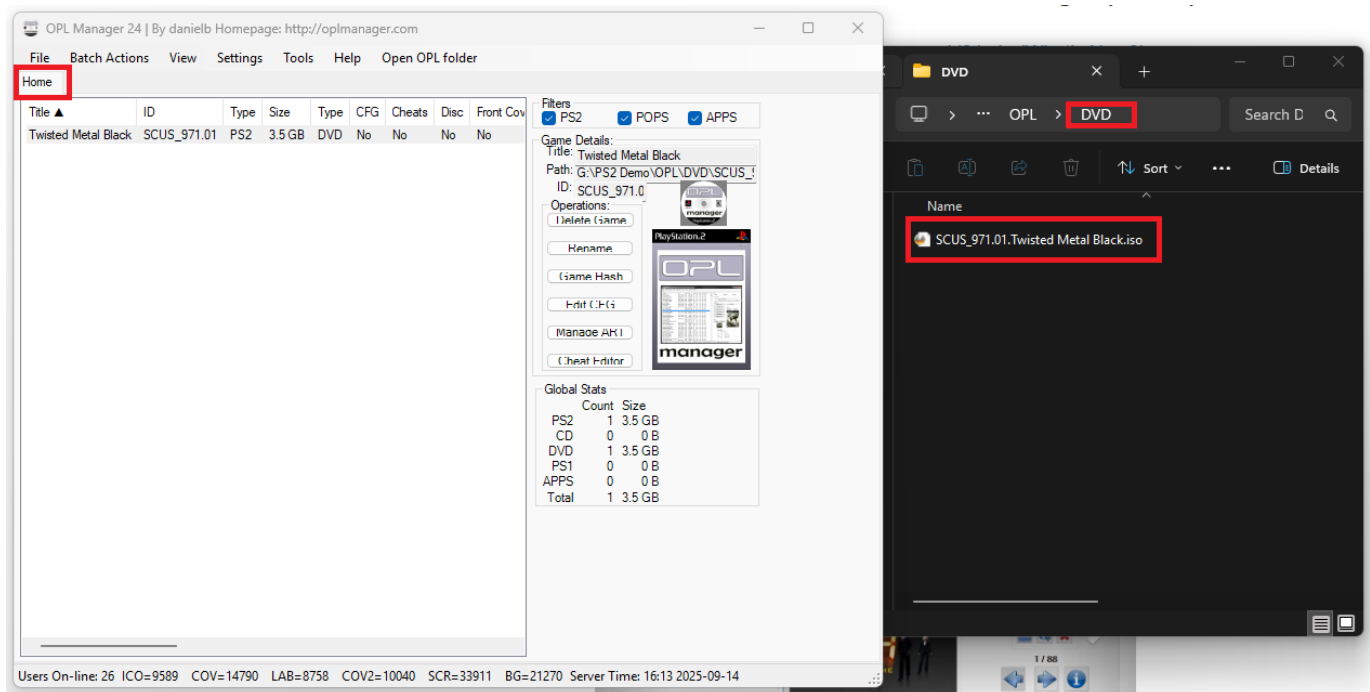 OPL Manager 24 | By danielb Homepage: http://oplmanager.com
File Batch Actions View Settings Tools Help Open OPL folder
Home
Title ▲ ID Type Size Type CFG Cheats Disc Front Cov
Twisted Metal Black SCUS_971.01 PS2 3.5 GB DVD No No No No
Filters
PS2 POPS APPS
Game Details:
Title: Twisted Metal Black
Path: G:\PS2 Demo\OPL\DVD\SCUS_
ID: SCUS_971.0
Operations:
Delete Game
Rename
Game Hash
Edit CFG
Manage ART
Cheat Editor
manager
PlayStation.2
OPL
manager
Global Stats
Count Size
PS2 1 3.5 GB
CD 0 0 B
DVD 1 3.5 GB
PS1 0 0 B
APPS 0 0 B
Total 1 3.5 GB
Users On-line: 26 ICO=9589 COV=14790 LAB=8758 COV2=10040 SCR=33911 BG=21270 Server Time: 16:13 2025-09-14
DVD
OPL > DVD
Search D
Sort
Details
Name
SCUS_971.01.Twisted Metal Black.iso
1 / 88